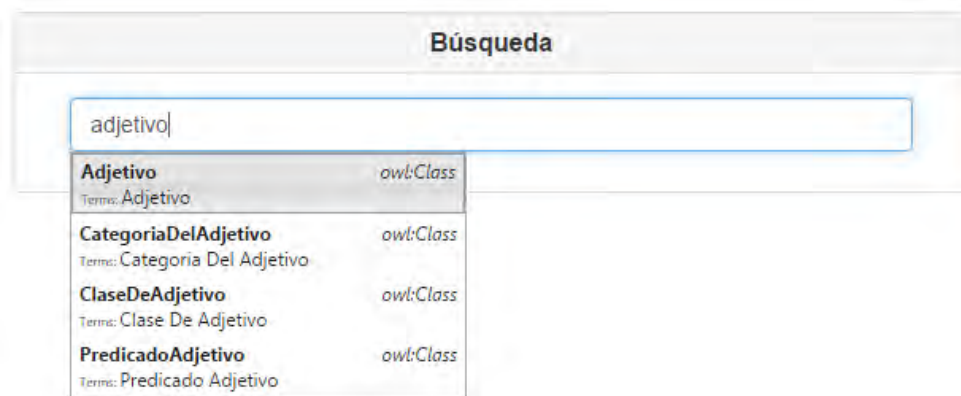 Búsqueda
adjetivo
Adjetivo owl:Class
Terms: Adjetivo
CategoriaDelAdjetivo owl:Class
Terms: Categoria Del Adjetivo
ClaseDeAdjetivo owl:Class
Terms: Clase De Adjetivo
PredicadoAdjetivo owl:Class
Terms: Predicado Adjetivo